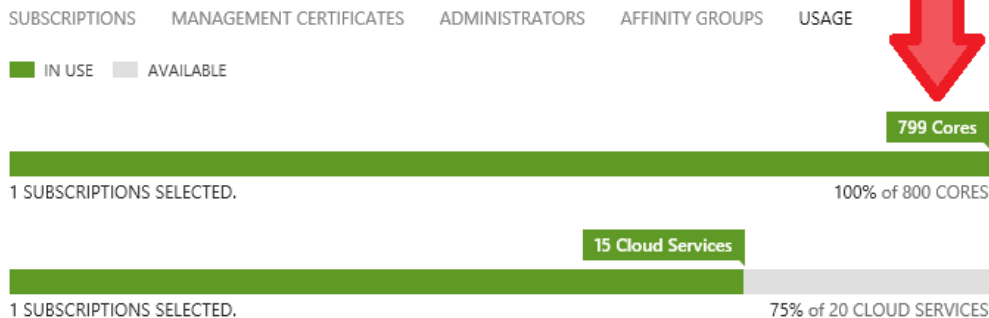 SUBSCRIPTIONS MANAGEMENT CERTIFICATES ADMINISTRATORS AFFINITY GROUPS USAGE
IN USE AVAILABLE
799 Cores
1 SUBSCRIPTIONS SELECTED. 100% of 800 CORES
15 Cloud Services
1 SUBSCRIPTIONS SELECTED. 75% of 20 CLOUD SERVICES